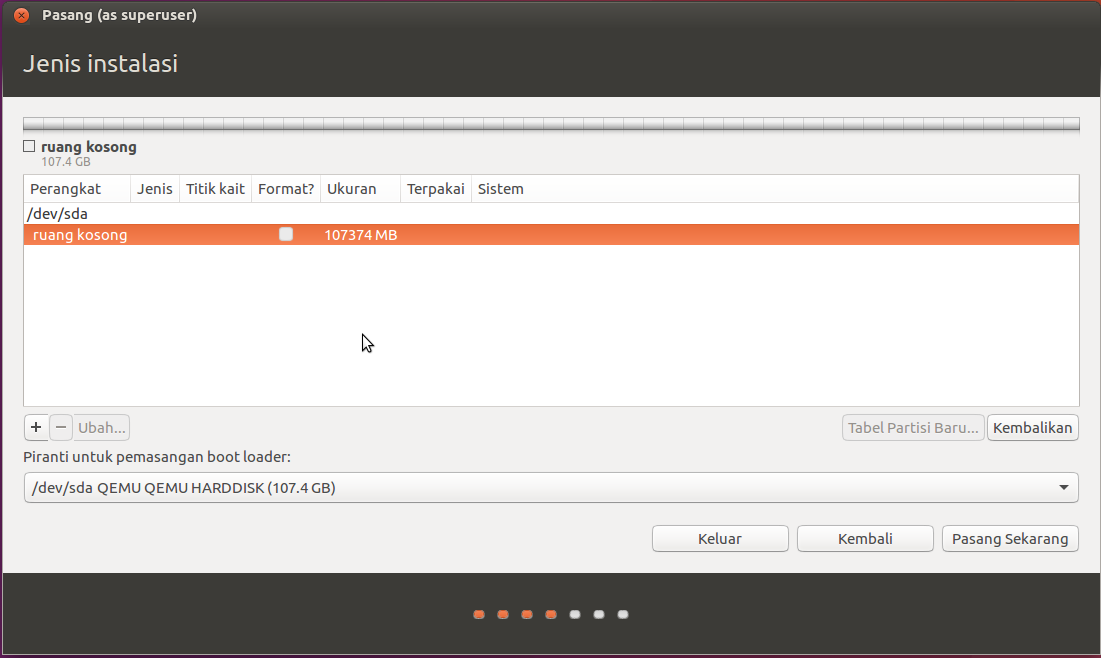 Pasang (as superuser)
Jenis instalasi
ruang kosong
107.4 GB
Perangkat Jenis Titik kait Format? Ukuran Terpakai Sistem
/dev/sda
ruang kosong 107374 MB
+ − Ubah... Tabel Partisi Baru... Kembalikan
Piranti untuk pemasangan boot loader:
/dev/sda QEMU QEMU HARDDISK (107.4 GB)
Keluar Kembali Pasang Sekarang